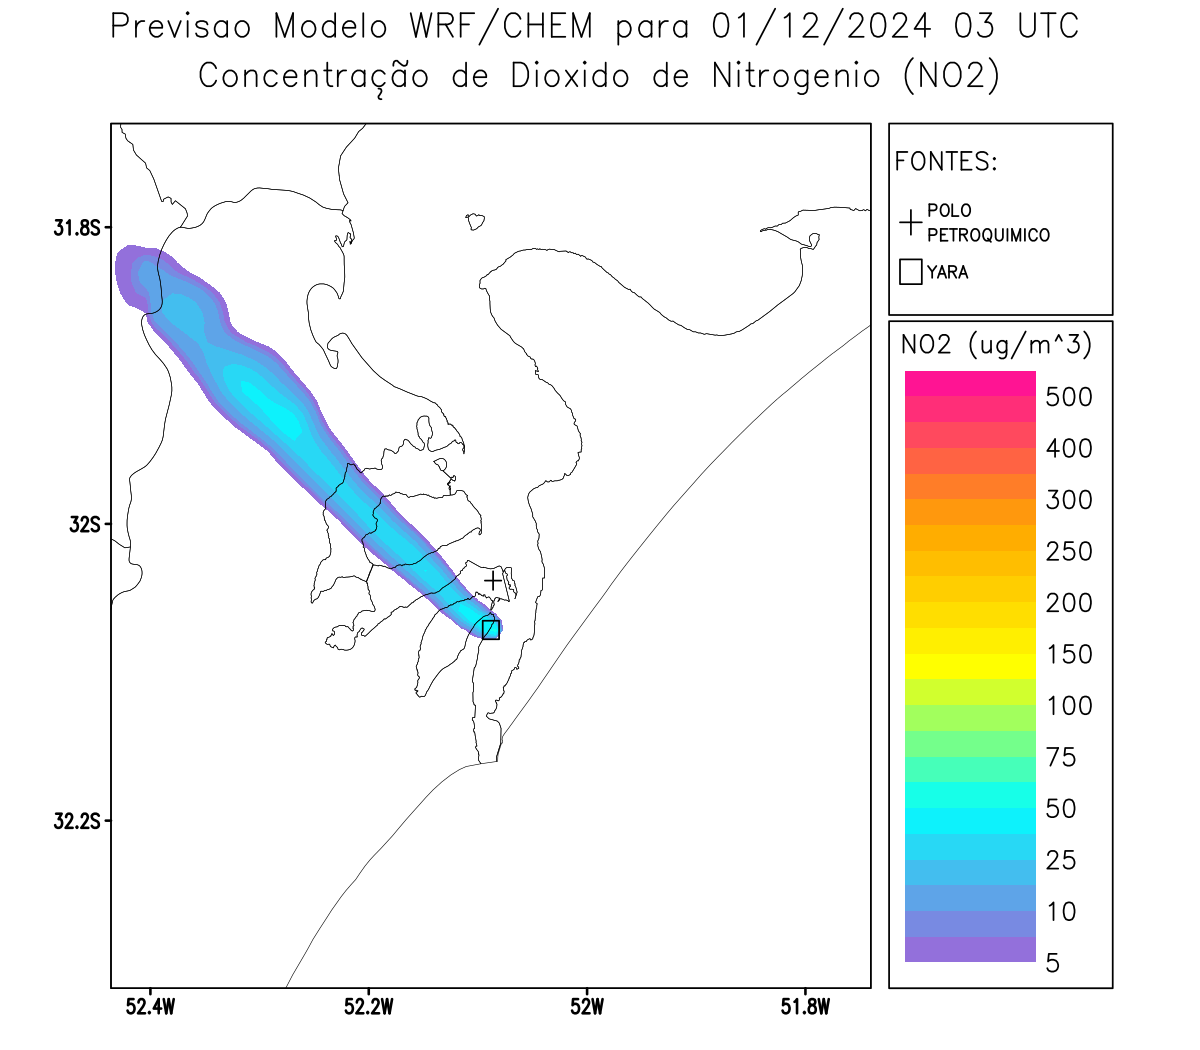 Previsao Modelo WRF/CHEM para 01/12/2024 03 UTC
Concentração de Dioxido de Nitrogenio (NO2)
FONTES:
POLO
PETROQUIMICO
YARA
NO2 (ug/m^3)
500
400
300
250
200
150
100
75
50
25
10
5
31.8S
32S
32.2S
52.4W
52.2W
52W
51.8W